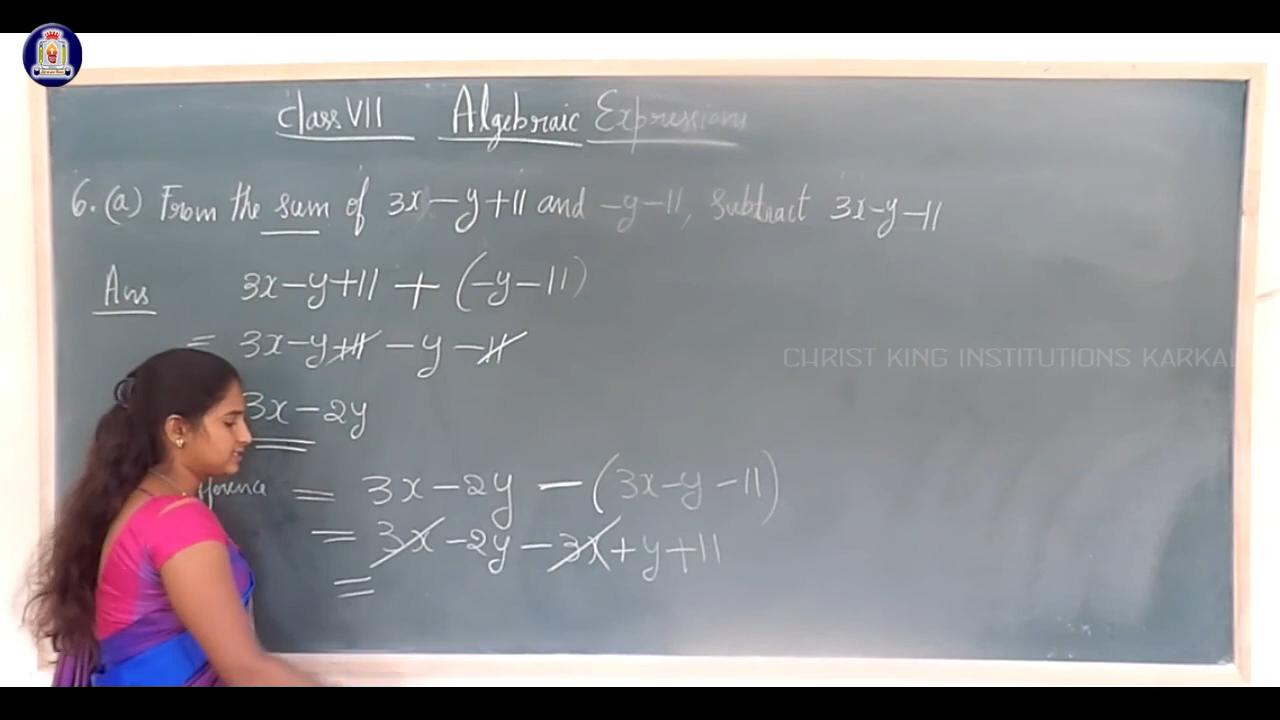 Class VII Algebraic Expressions
6. (a) From the sum of 3x-y+11 and -y-11, subtract 3x-y-11
Ans 3x-y+11 + (-y-11)
= 3x-y+11 -y-11
CHRIST KING INSTITUTIONS
3x-2y
= 3x-2y - (3x-y-11)
= 3x-2y-3x+y+11
=